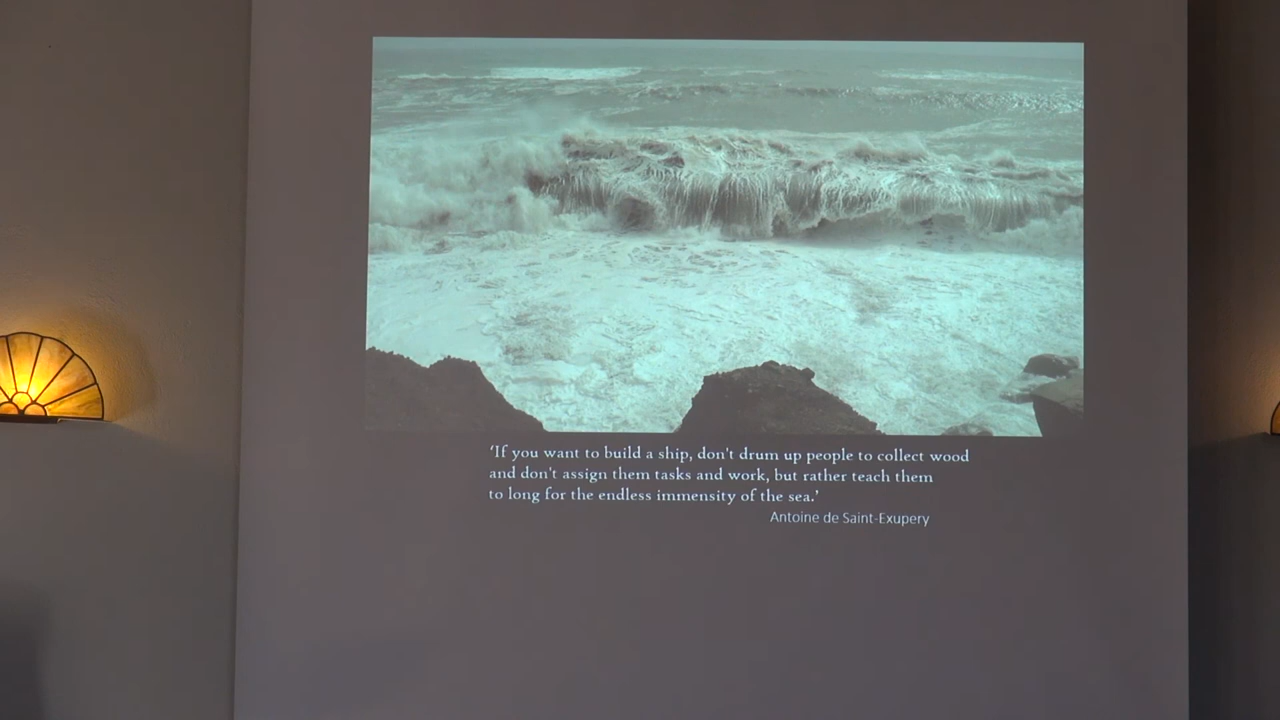 ‘If you want to build a ship, don't drum up people to collect wood
and don't assign them tasks and work, but rather teach them
to long for the endless immensity of the sea.’
Antoine de Saint-Exupery